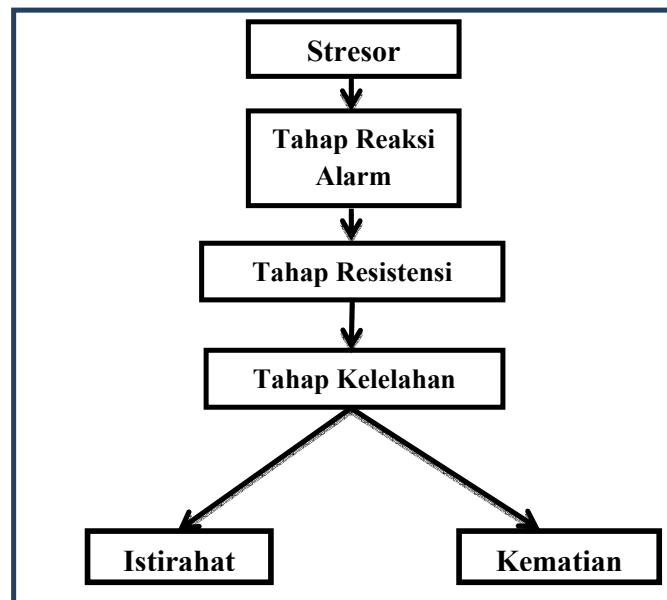 Stresor
Tahap Reaksi
Alarm
Tahap Resistensi
Tahap Kelelahan
Istirahat
Kematian